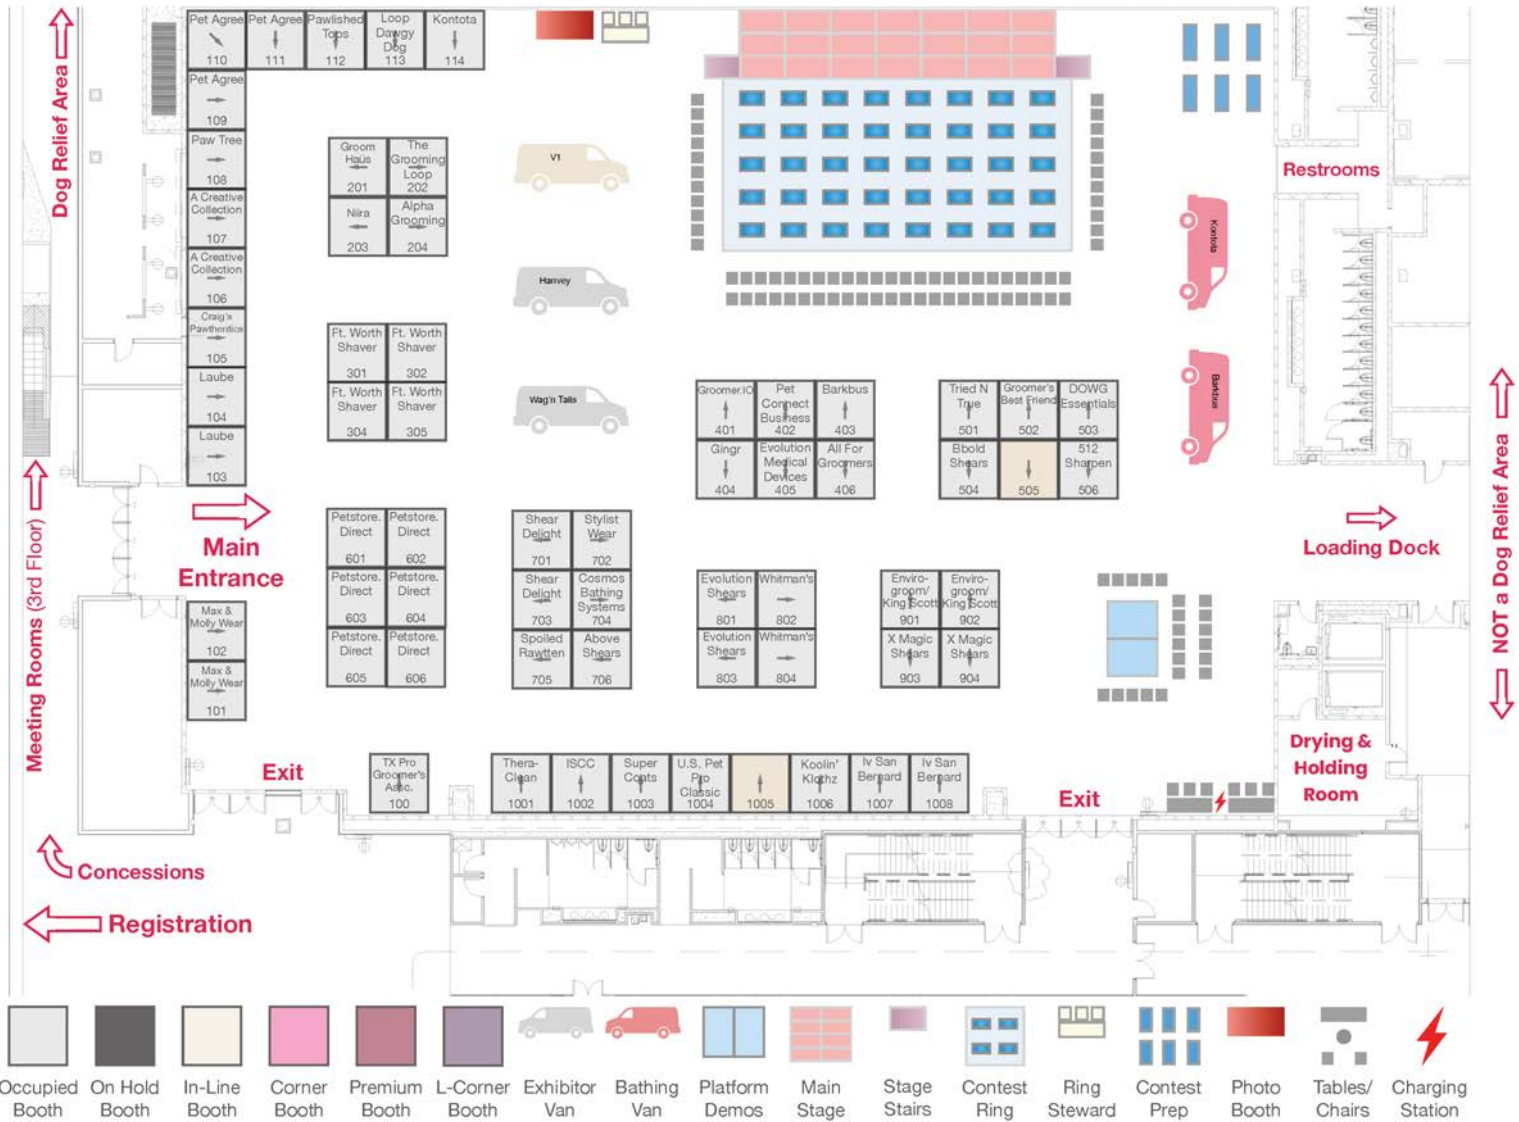 Dog Relief Area
Meeting Rooms (3rd Floor)
Pet Agree
110
Pet Agree
111
Pawlished
Tops
112
Loop
Dawgy
Dog
113
Kontota
114
Pet Agree
109
Paw Tree
108
A Creative
Collection
107
A Creative
Collection
106
Craig's
Pawthentics
105
Laube
104
Laube
103
Groom
Haüs
201
The
Grooming
Loop
202
Niira
203
Alpha
Grooming
204
Ft. Worth
Shaver
301
Ft. Worth
Shaver
302
Ft. Worth
Shaver
304
Ft. Worth
Shaver
305
V1
Hanvey
Wag'n Tails
Kontota
Barkbus
Restrooms
Groomer.IO
401
Pet
Connect
Business
402
Barkbus
403
Gingr
404
Evolution
Medical
Devices
405
All For
Groomers
406
Tried N
True
501
Groomer's
Best Friend
502
DOWG
Essentials
503
Bbold
Shears
504
505
512
Sharpen
506
Main
Entrance
Loading Dock
NOT a Dog Relief Area
Petstore.
Direct
601
Petstore.
Direct
602
Petstore.
Direct
603
Petstore.
Direct
604
Petstore.
Direct
605
Petstore.
Direct
606
Shear
Delight
701
Stylist
Wear
702
Shear
Delight
703
Cosmos
Bathing
Systems
704
Spoiled
Rawtten
705
Above
Shears
706
Evolution
Shears
801
Whitman's
802
Evolution
Shears
803
Whitman's
804
Enviro-
groom/
King Scott
901
Enviro-
groom/
King Scott
902
X Magic
Shears
903
X Magic
Shears
904
Max &
Molly Wear
102
Max &
Molly Wear
101
Exit
TX Pro
Groomer's
Assc.
100
Thera-
Clean
1001
ISCC
1002
Super
Coats
1003
U.S. Pet
Pro
Classic
1004
1005
Koolin'
Klothz
1006
Iv San
Bernard
1007
Iv San
Bernard
1008
Exit
Drying &
Holding
Room
Concessions
Registration
Occupied
Booth
On Hold
Booth
In-Line
Booth
Corner
Booth
Premium
Booth
L-Corner
Booth
Exhibitor
Van
Bathing
Van
Platform
Demos
Main
Stage
Stage
Stairs
Contest
Ring
Ring
Steward
Contest
Prep
Photo
Booth
Tables/
Chairs
Charging
Station